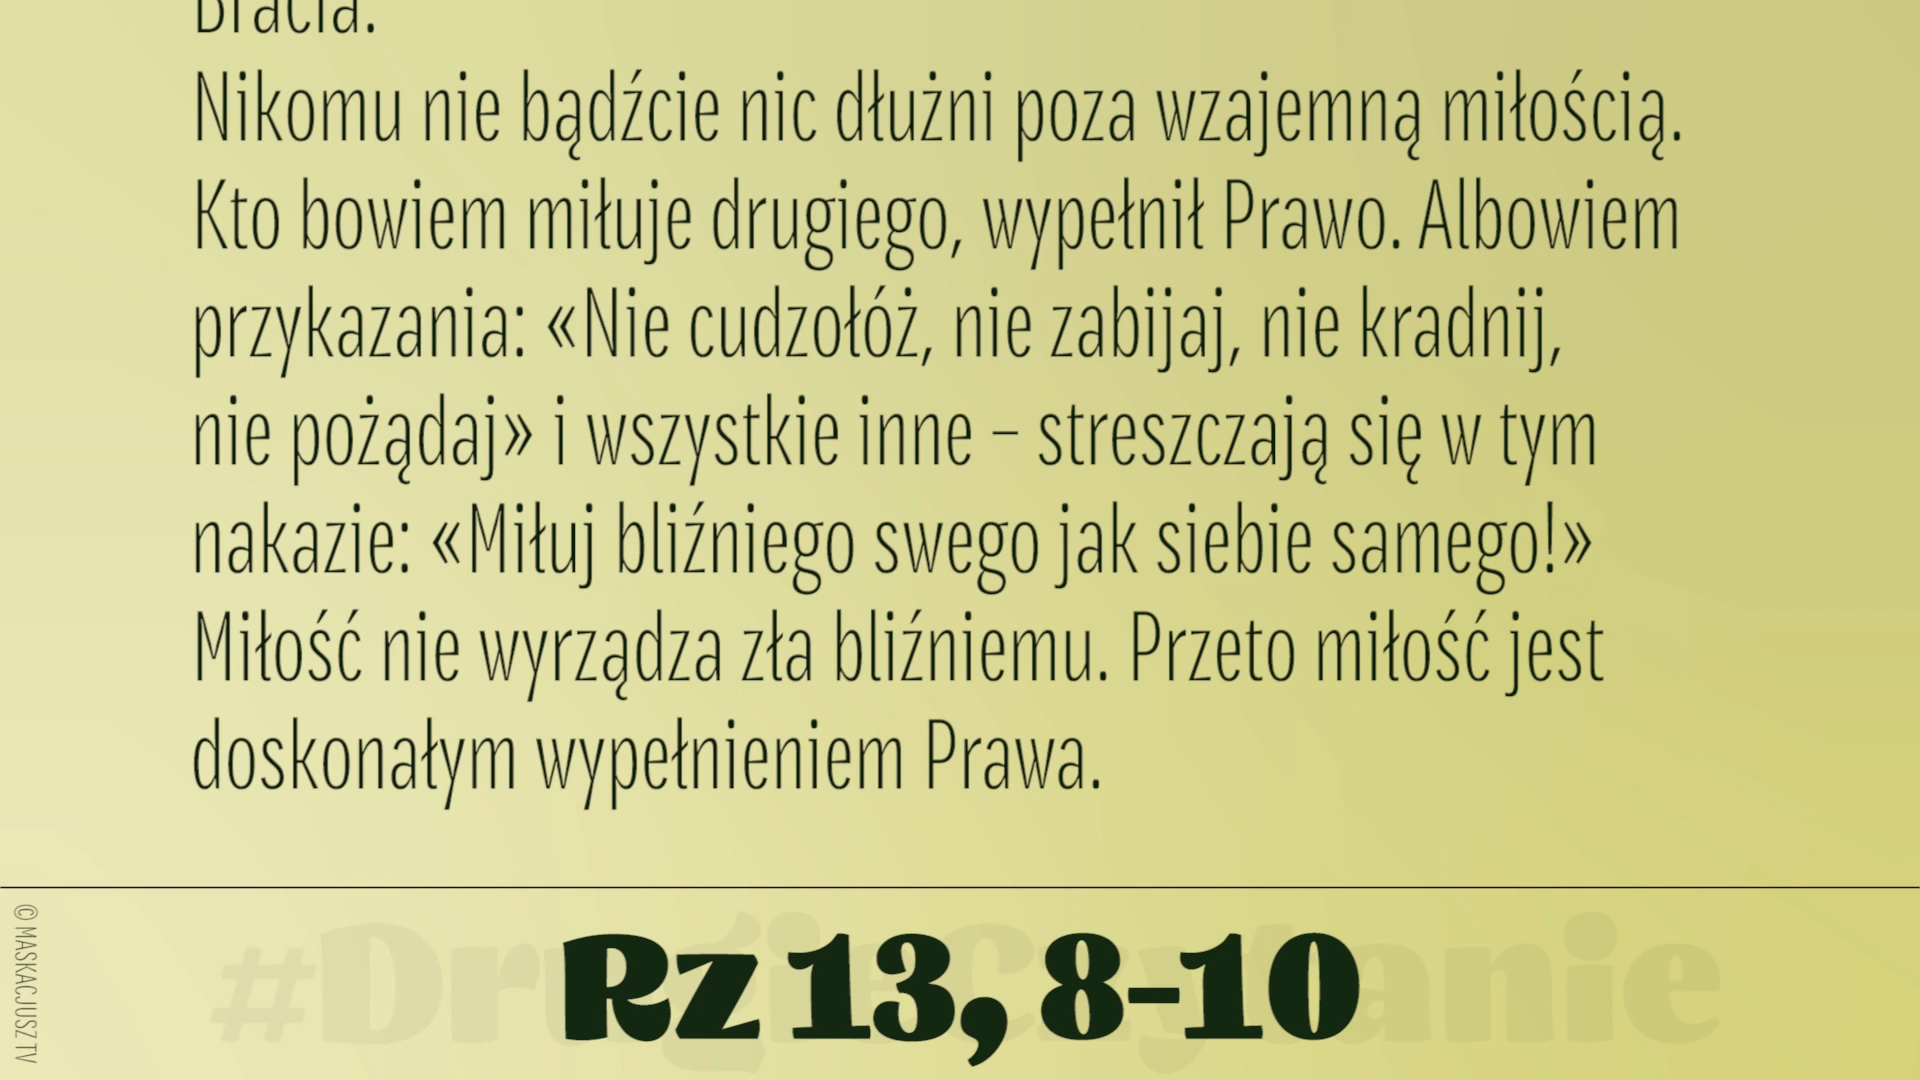 Bracia:
Nikomu nie bądźcie nic dłużni poza wzajemną miłością.
Kto bowiem miłuje drugiego, wypełnił Prawo. Albowiem
przykazania: «Nie cudzołóż, nie zabijaj, nie kradnij,
nie pożądaj» i wszystkie inne – streszczają się w tym
nakazie: «Miłuj bliźniego swego jak siebie samego!»
Miłość nie wyrządza zła bliźniemu. Przeto miłość jest
doskonałym wypełnieniem Prawa.
#DrugieCzytanie
Rz 13, 8-10
© MASKACJUSZ TV